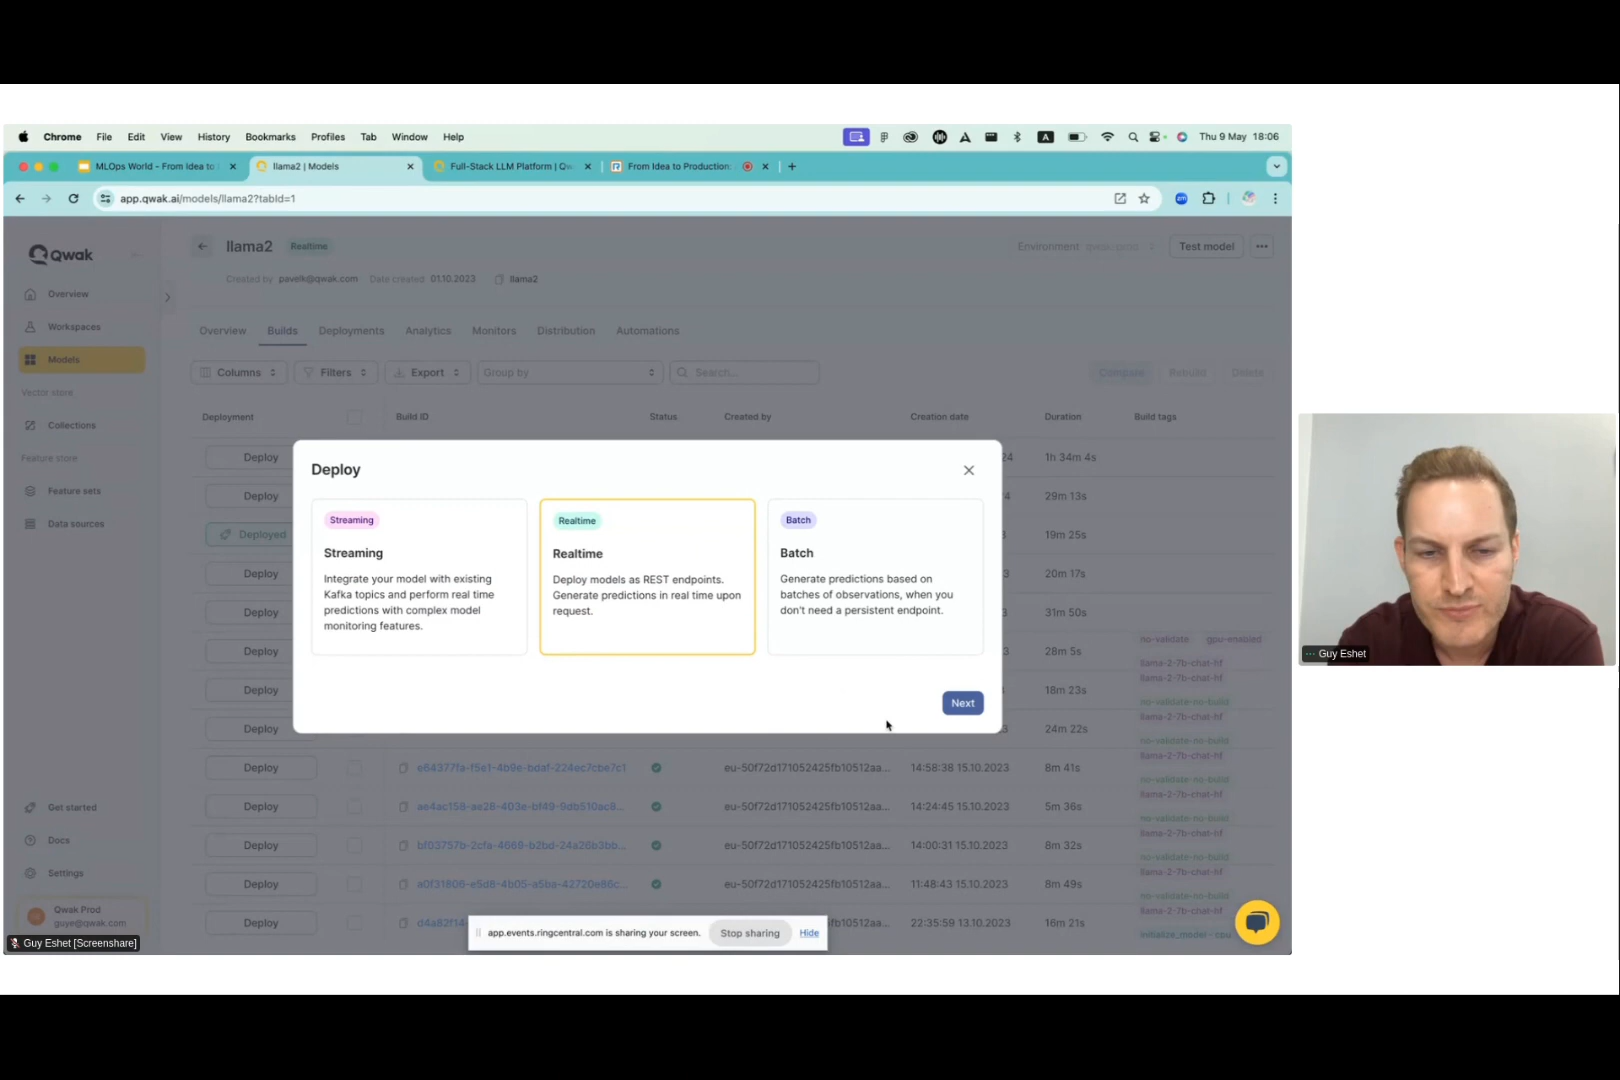 Chrome File Edit View History Bookmarks Profiles Tab Window Help A Thu 9 May 18:06
MLOps World - From Idea to llama2 | Models Full-Stack LLM Platform | Qw From Idea to Production:
app.qwak.ai/models/llama2?tabId=1
Qwak
Overview
Workspaces
Models
Vector store
Collections
Feature store
Feature sets
Data sources
Get started
Docs
Settings
Qwak Prod
guye@qwak.com
llama2 Realtime Environment qwak/prod Test model
Created by pavelk@qwak.com Date created 01.10.2023 llama2
Overview Builds Deployments Analytics Monitors Distribution Automations
Columns Filters Export Group by Search...
Compare Rebuild Delete
Deployment Build ID Status Created by Creation date Duration Build tags
Deploy 24 1h 34m 4s
Deploy 29m 13s
Deployed 19m 25s
Deploy 20m 17s
Deploy 31m 50s
no-validate gpu-enabled
Deploy 28m 5s
llama-2-7b-chat-hf
llama-2-7b-chat-hf
Deploy 18m 23s
no-validate-no-build
llama-2-7b-chat-hf
Deploy 24m 22s
no-validate-no-build
llama-2-7b-chat-hf
Deploy e64377fa-f5e1-4b9e-bdaf-224ec7cbe7c1 eu-50f72d171052425fb10512aa... 14:58:38 15.10.2023 8m 41s
no-validate-no-build
llama-2-7b-chat-hf
Deploy ae4ac158-ae28-403e-bf49-9db510ac8... eu-50f72d171052425fb10512aa... 14:24:45 15.10.2023 5m 36s
no-validate-no-build
llama-2-7b-chat-hf
Deploy bf03757b-2cfa-4669-b2bd-24a26b3bb... eu-50f72d171052425fb10512aa... 14:00:31 15.10.2023 8m 32s
no-validate-no-build
llama-2-7b-chat-hf
Deploy a0f31806-e5d8-4b05-a5ba-42720e86c... eu-50f72d171052425fb10512aa... 11:48:43 15.10.2023 8m 49s
no-validate-no-build
llama-2-7b-chat-hf
Deploy d4a82f14- fb10512aa... 22:35:59 13.10.2023 16m 21s
Deploy
Streaming
Streaming
Integrate your model with existing
Kafka topics and perform real time
predictions with complex model
monitoring features.
Realtime
Realtime
Deploy models as REST endpoints.
Generate predictions in real time upon
request.
Batch
Batch
Generate predictions based on
batches of observations, when you
don't need a persistent endpoint.
Next
app.events.ringcentral.com is sharing your screen. Stop sharing Hide
Guy Eshet [Screenshare]
Guy Eshet